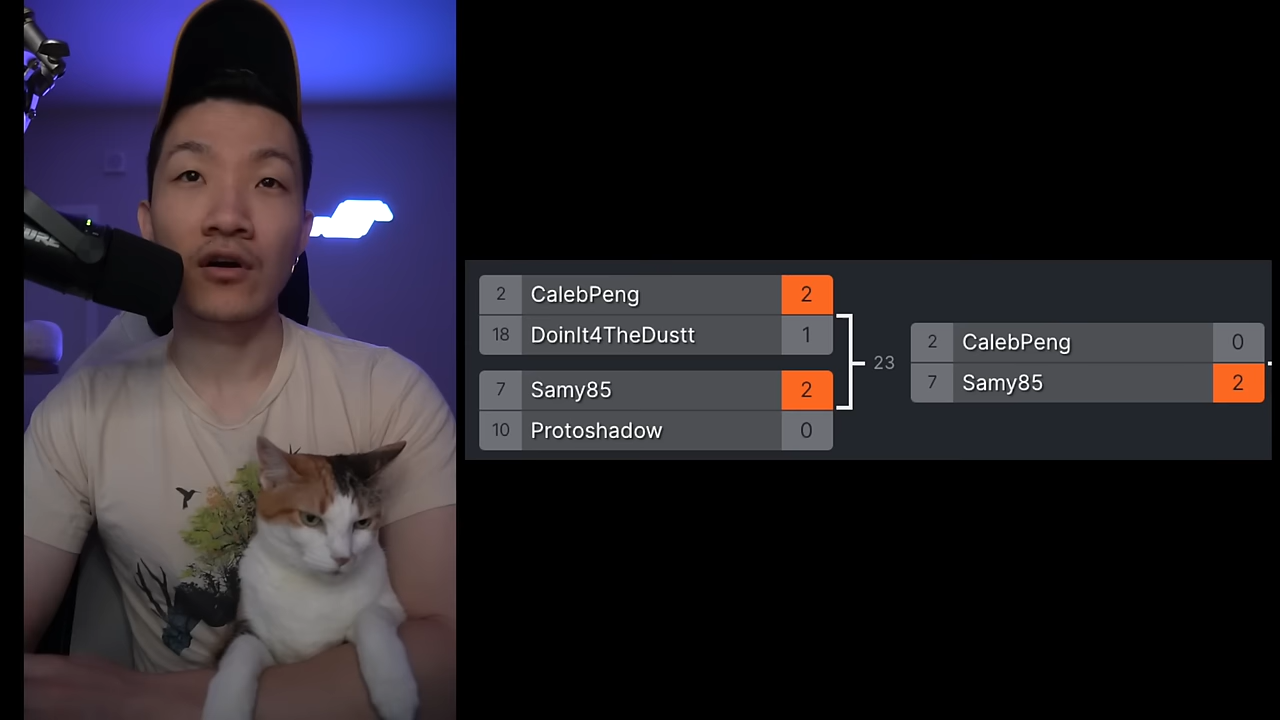 URE
2 CalebPeng 2
18 DoinIt4TheDustt 1
7 Samy85 2
10 Protoshadow 0
23
2 CalebPeng 0
7 Samy85 2